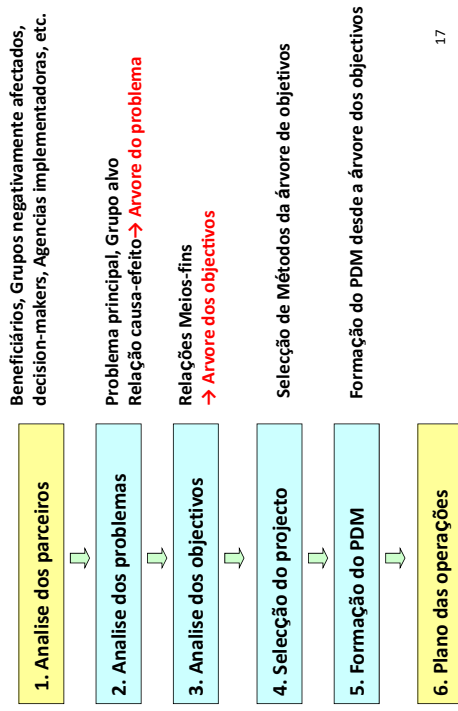 1. Analise dos parceiros
Beneficiários, Grupos negativamente afectados,
decision-makers, Agencias implementadoras, etc.
2. Analise dos problemas
Problema principal, Grupo alvo
Relação causa-efeito→ Arvore do problema
3. Analise dos objectivos
Relações Meios-fins
→ Arvore dos objectivos
4. Selecção do projecto
Selecção de Métodos da árvore de objetivos
5. Formação do PDM
Formação do PDM desde a árvore dos objectivos
6. Plano das operações
17